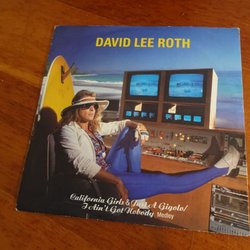 DAVID LEE ROTH
California Girls & Just A Gigolo/
I Ain't Got Nobody Medley